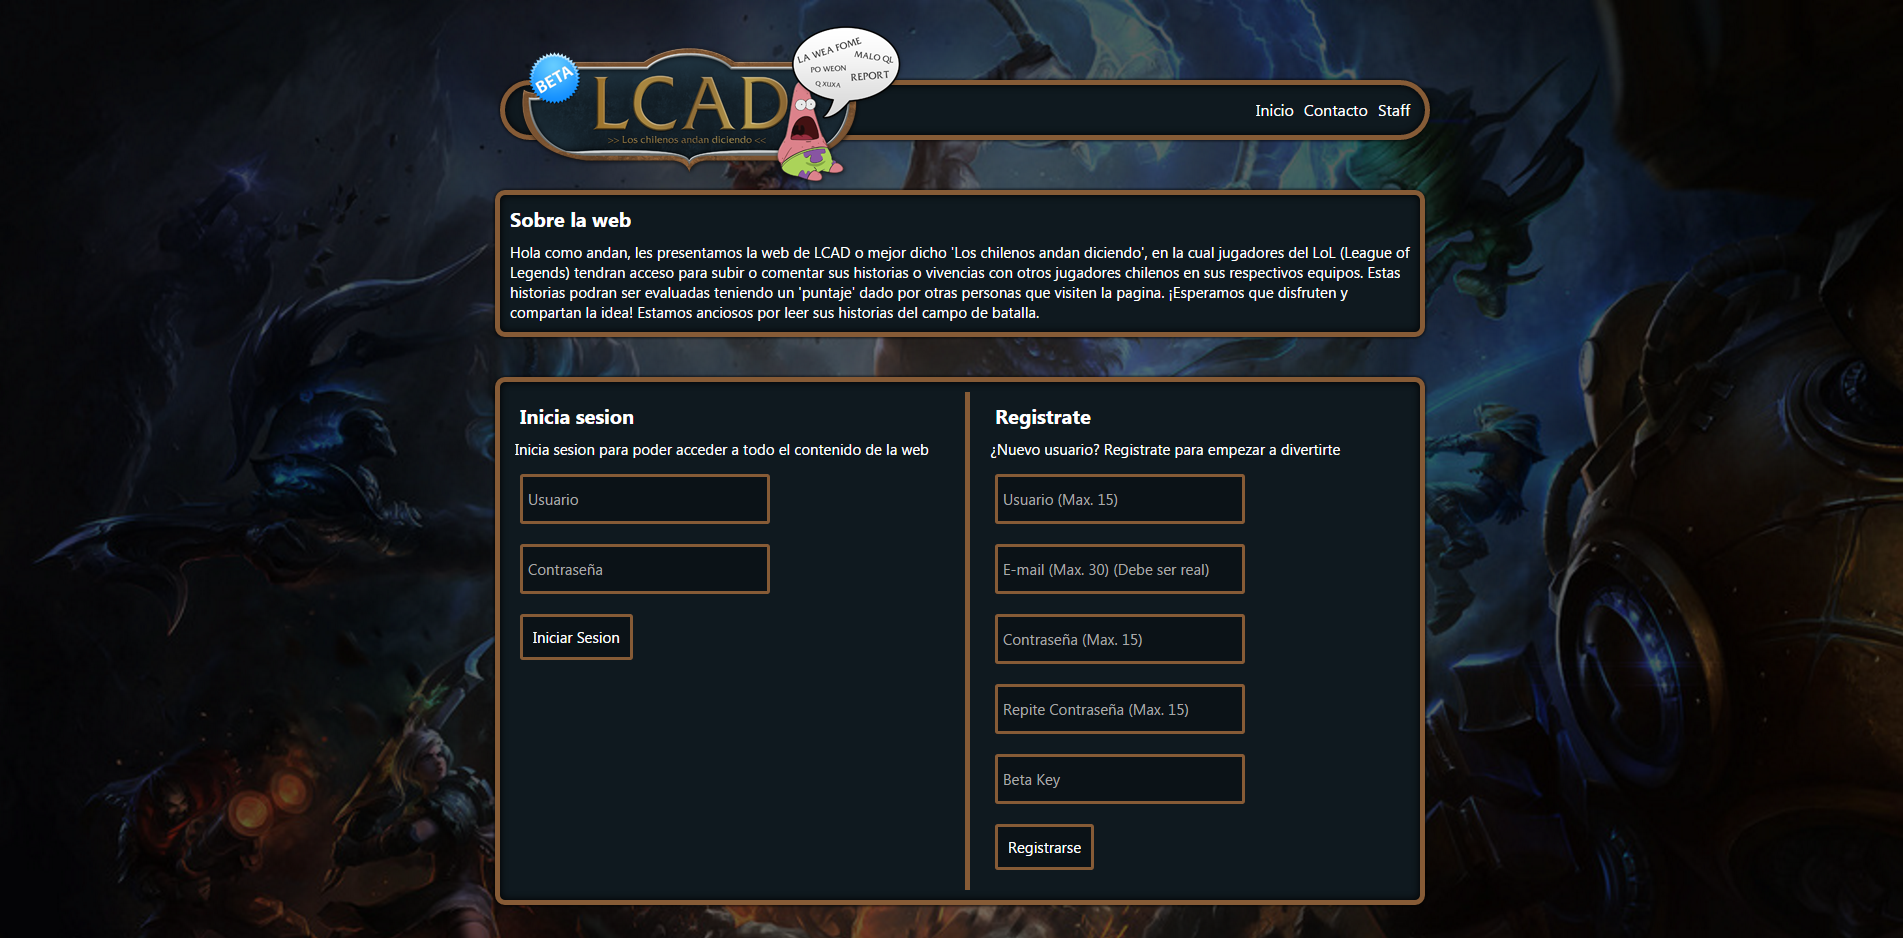 BETA
LCAD
>> Los chilenos andan diciendo <<
LA WEA FOME
MALO QL
PO WEON
REPORT
Q XUXA
Inicio Contacto Staff
Sobre la web
Hola como andan, les presentamos la web de LCAD o mejor dicho 'Los chilenos andan diciendo', en la cual jugadores del LoL (League of
Legends) tendran acceso para subir o comentar sus historias o vivencias con otros jugadores chilenos en sus respectivos equipos. Estas
historias podran ser evaluadas teniendo un 'puntaje' dado por otras personas que visiten la pagina. ¡Esperamos que disfruten y
compartan la idea! Estamos anciosos por leer sus historias del campo de batalla.
Inicia sesion
Inicia sesion para poder acceder a todo el contenido de la web
Usuario
Contraseña
Iniciar Sesion
Registrate
¿Nuevo usuario? Registrate para empezar a divertirte
Usuario (Max. 15)
E-mail (Max. 30) (Debe ser real)
Contraseña (Max. 15)
Repite Contraseña (Max. 15)
Beta Key
Registrarse